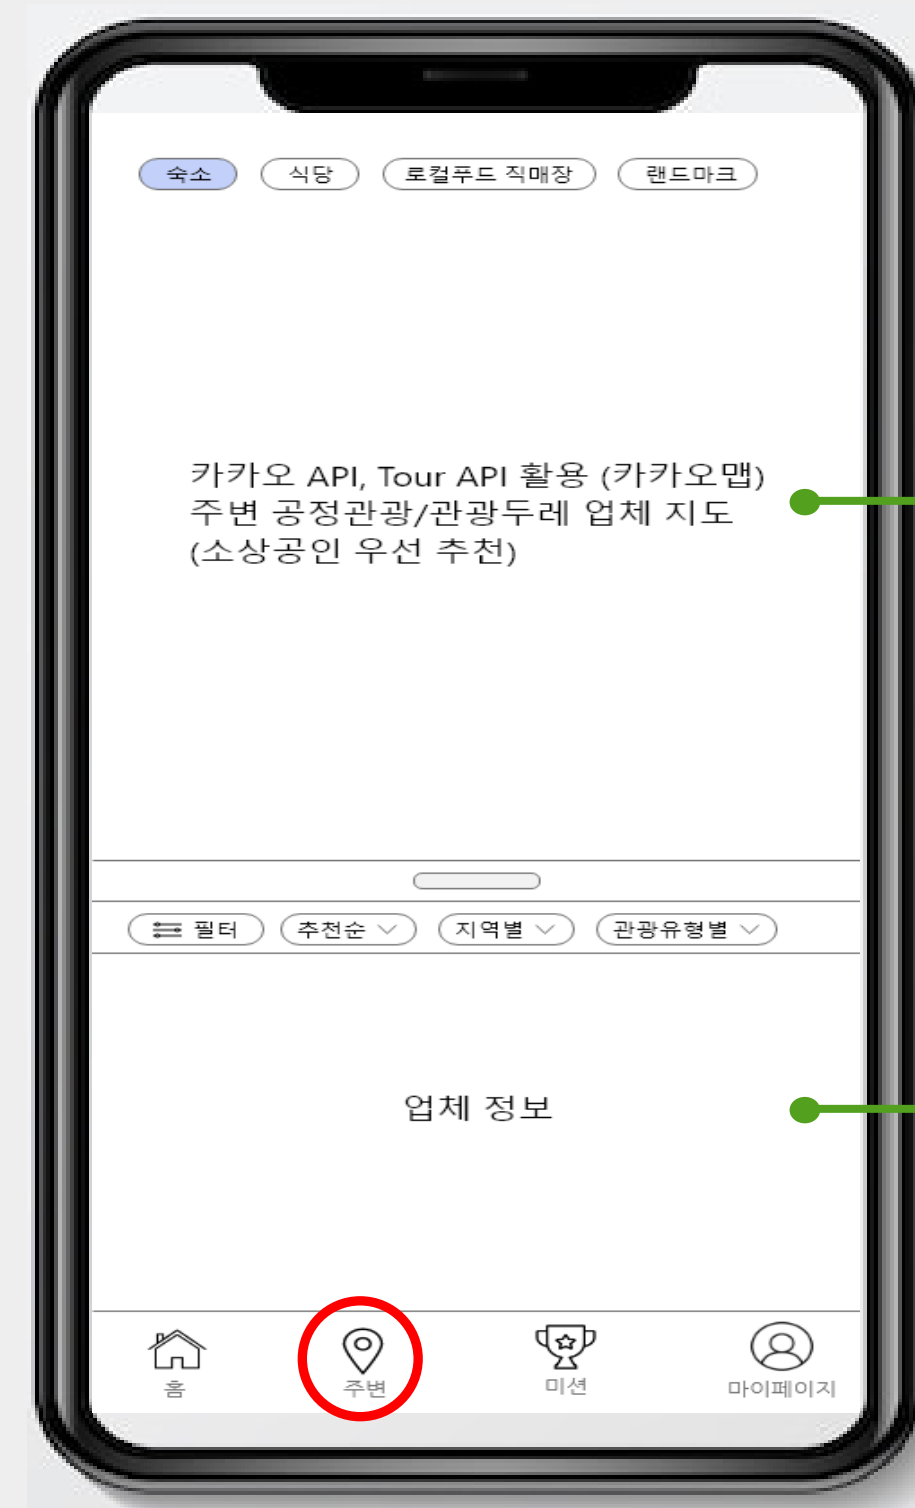 숙소 식당 로컬푸드 직매장 랜드마크
카카오 API, Tour API 활용 (카카오맵)
주변 공정관광/관광두레 업체 지도
(소상공인 우선 추천)
필터 추천순 지역별 관광유형별
업체 정보
홈 주변 미션 마이페이지